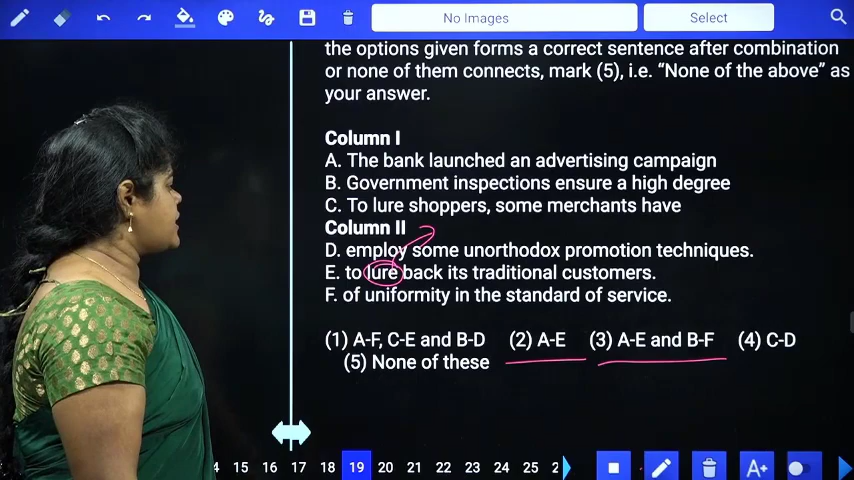 No Images
Select
the options given forms a correct sentence after combination
or none of them connects, mark (5), i.e. “None of the above” as
your answer.
Column I
A. The bank launched an advertising campaign
B. Government inspections ensure a high degree
C. To lure shoppers, some merchants have
Column II
D. employ some unorthodox promotion techniques.
E. to lure back its traditional customers.
F. of uniformity in the standard of service.
(1) A-F, C-E and B-D (2) A-E (3) A-E and B-F (4) C-D
(5) None of these
4 15 16 17 18 19 20 21 22 23 24 25 2
A+